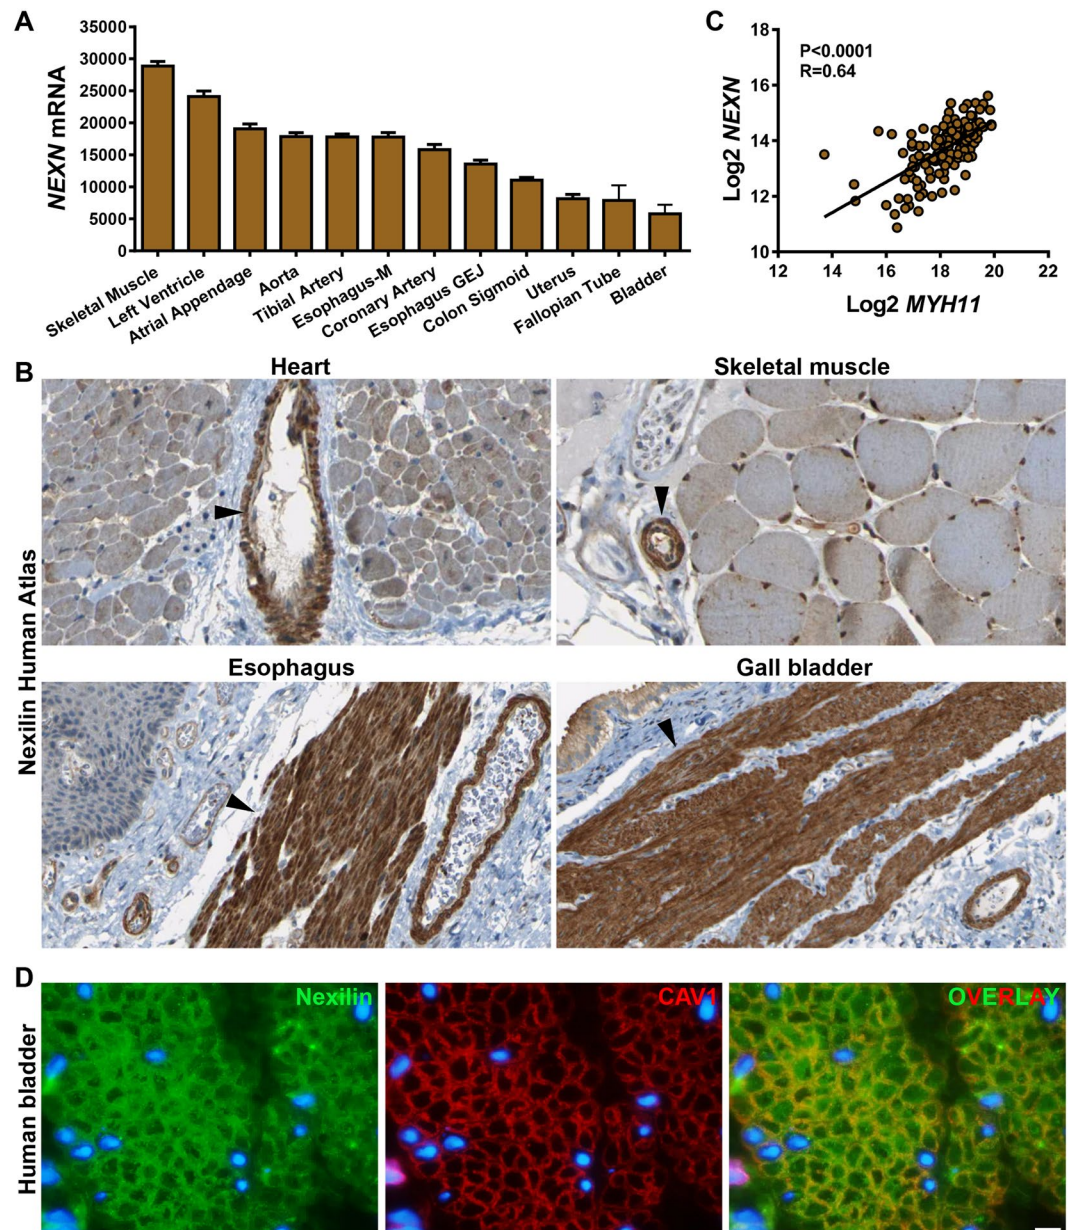 A
NEXN mRNA
35000
30000
25000
20000
15000
10000
5000
0
Skeletal Muscle
Left Ventricle
Atrial Appendage
Aorta
Tibial Artery
Esophagus-M
Coronary Artery
Esophagus GEJ
Colon Sigmoid
Uterus
Fallopian Tube
Bladder
C
P<0.0001
R=0.64
Log2 NEXN
18
16
14
12
10
12
14
16
18
20
22
Log2 MYH11
B
Nexilin Human Atlas
Heart
Skeletal muscle
Esophagus
Gall bladder
D
Human bladder
Nexilin
CAV1
OVERLAY